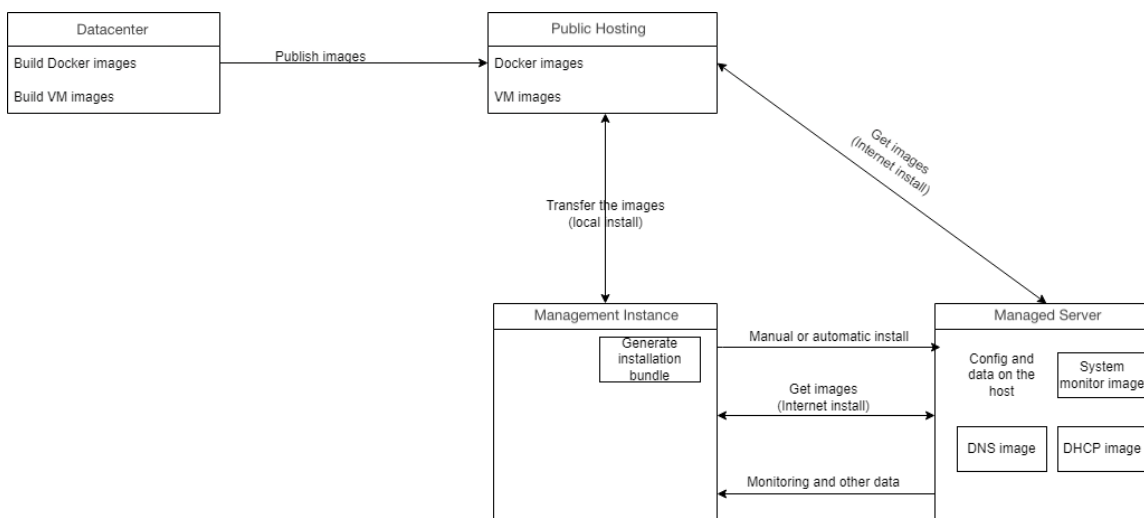 Datacenter
Build Docker images
Build VM images
Publish images
Public Hosting
Docker images
VM images
Get images
(Internet install)
Transfer the images
(local install)
Management Instance
Generate
installation
bundle
Manual or automatic install
Get images
(Internet install)
Monitoring and other data
Managed Server
Config and
data on the
host
System
monitor image
DNS image
DHCP image